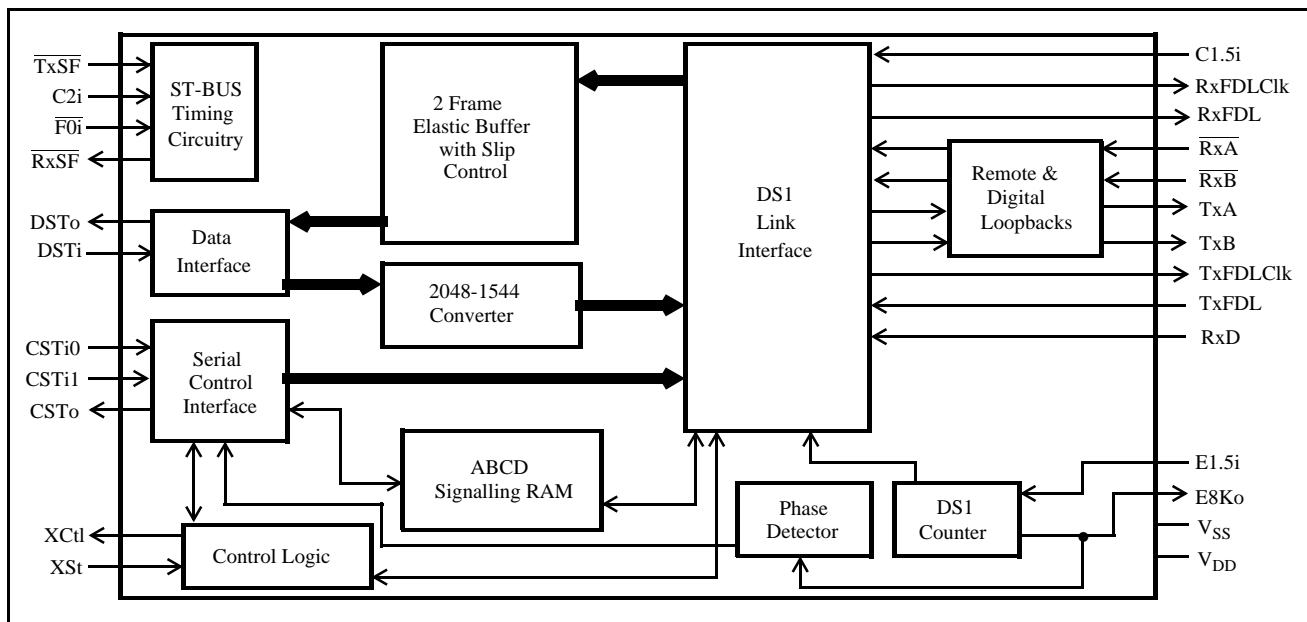 TxSF
C2i
F0i
RxSF
DSTo
DSTi
CSTi0
CSTi1
CSTo
XCtl
XSt
ST-BUS
Timing
Circuitry
Data
Interface
Serial
Control
Interface
Control Logic
2 Frame
Elastic Buffer
with Slip
Control
2048-1544
Converter
ABCD
Signalling RAM
DS1
Link
Interface
Phase
Detector
DS1
Counter
Remote &
Digital
Loopbacks
C1.5i
RxFDLClk
RxFDL
RxA
RxB
TxA
TxB
TxFDLClk
TxFDL
RxD
E1.5i
E8Ko
VSS
VDD